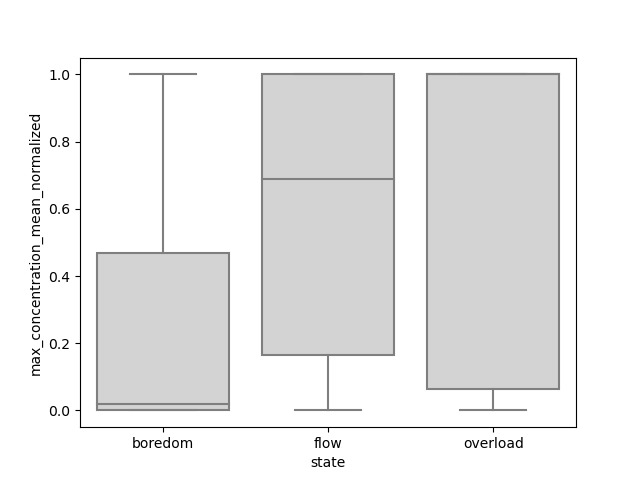 max_concentration_mean_normalized
1.0
0.8
0.6
0.4
0.2
0.0
boredom
flow
overload
state